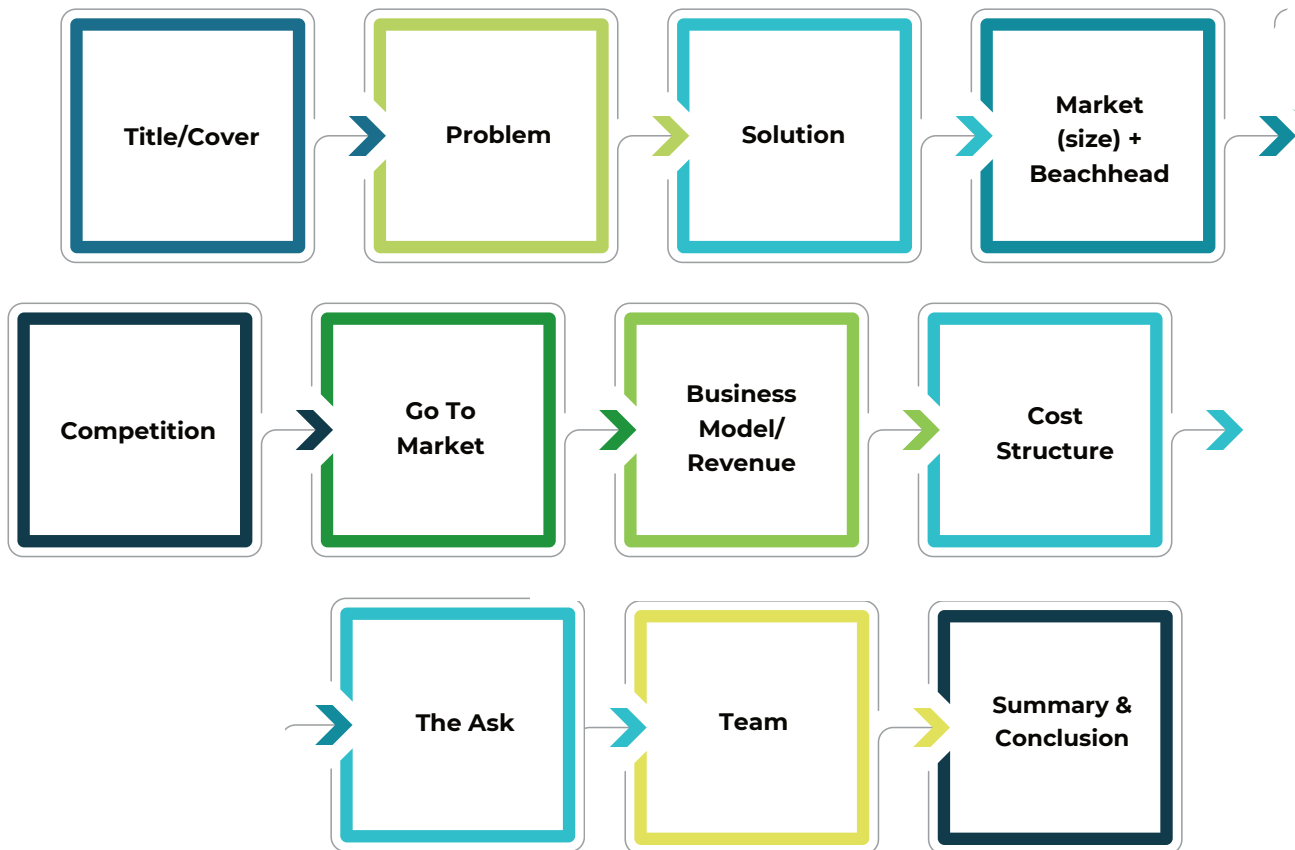 Title/Cover
Problem
Solution
Market
(size) +
Beachhead
Competition
Go To
Market
Business
Model/
Revenue
Cost
Structure
The Ask
Team
Summary &
Conclusion